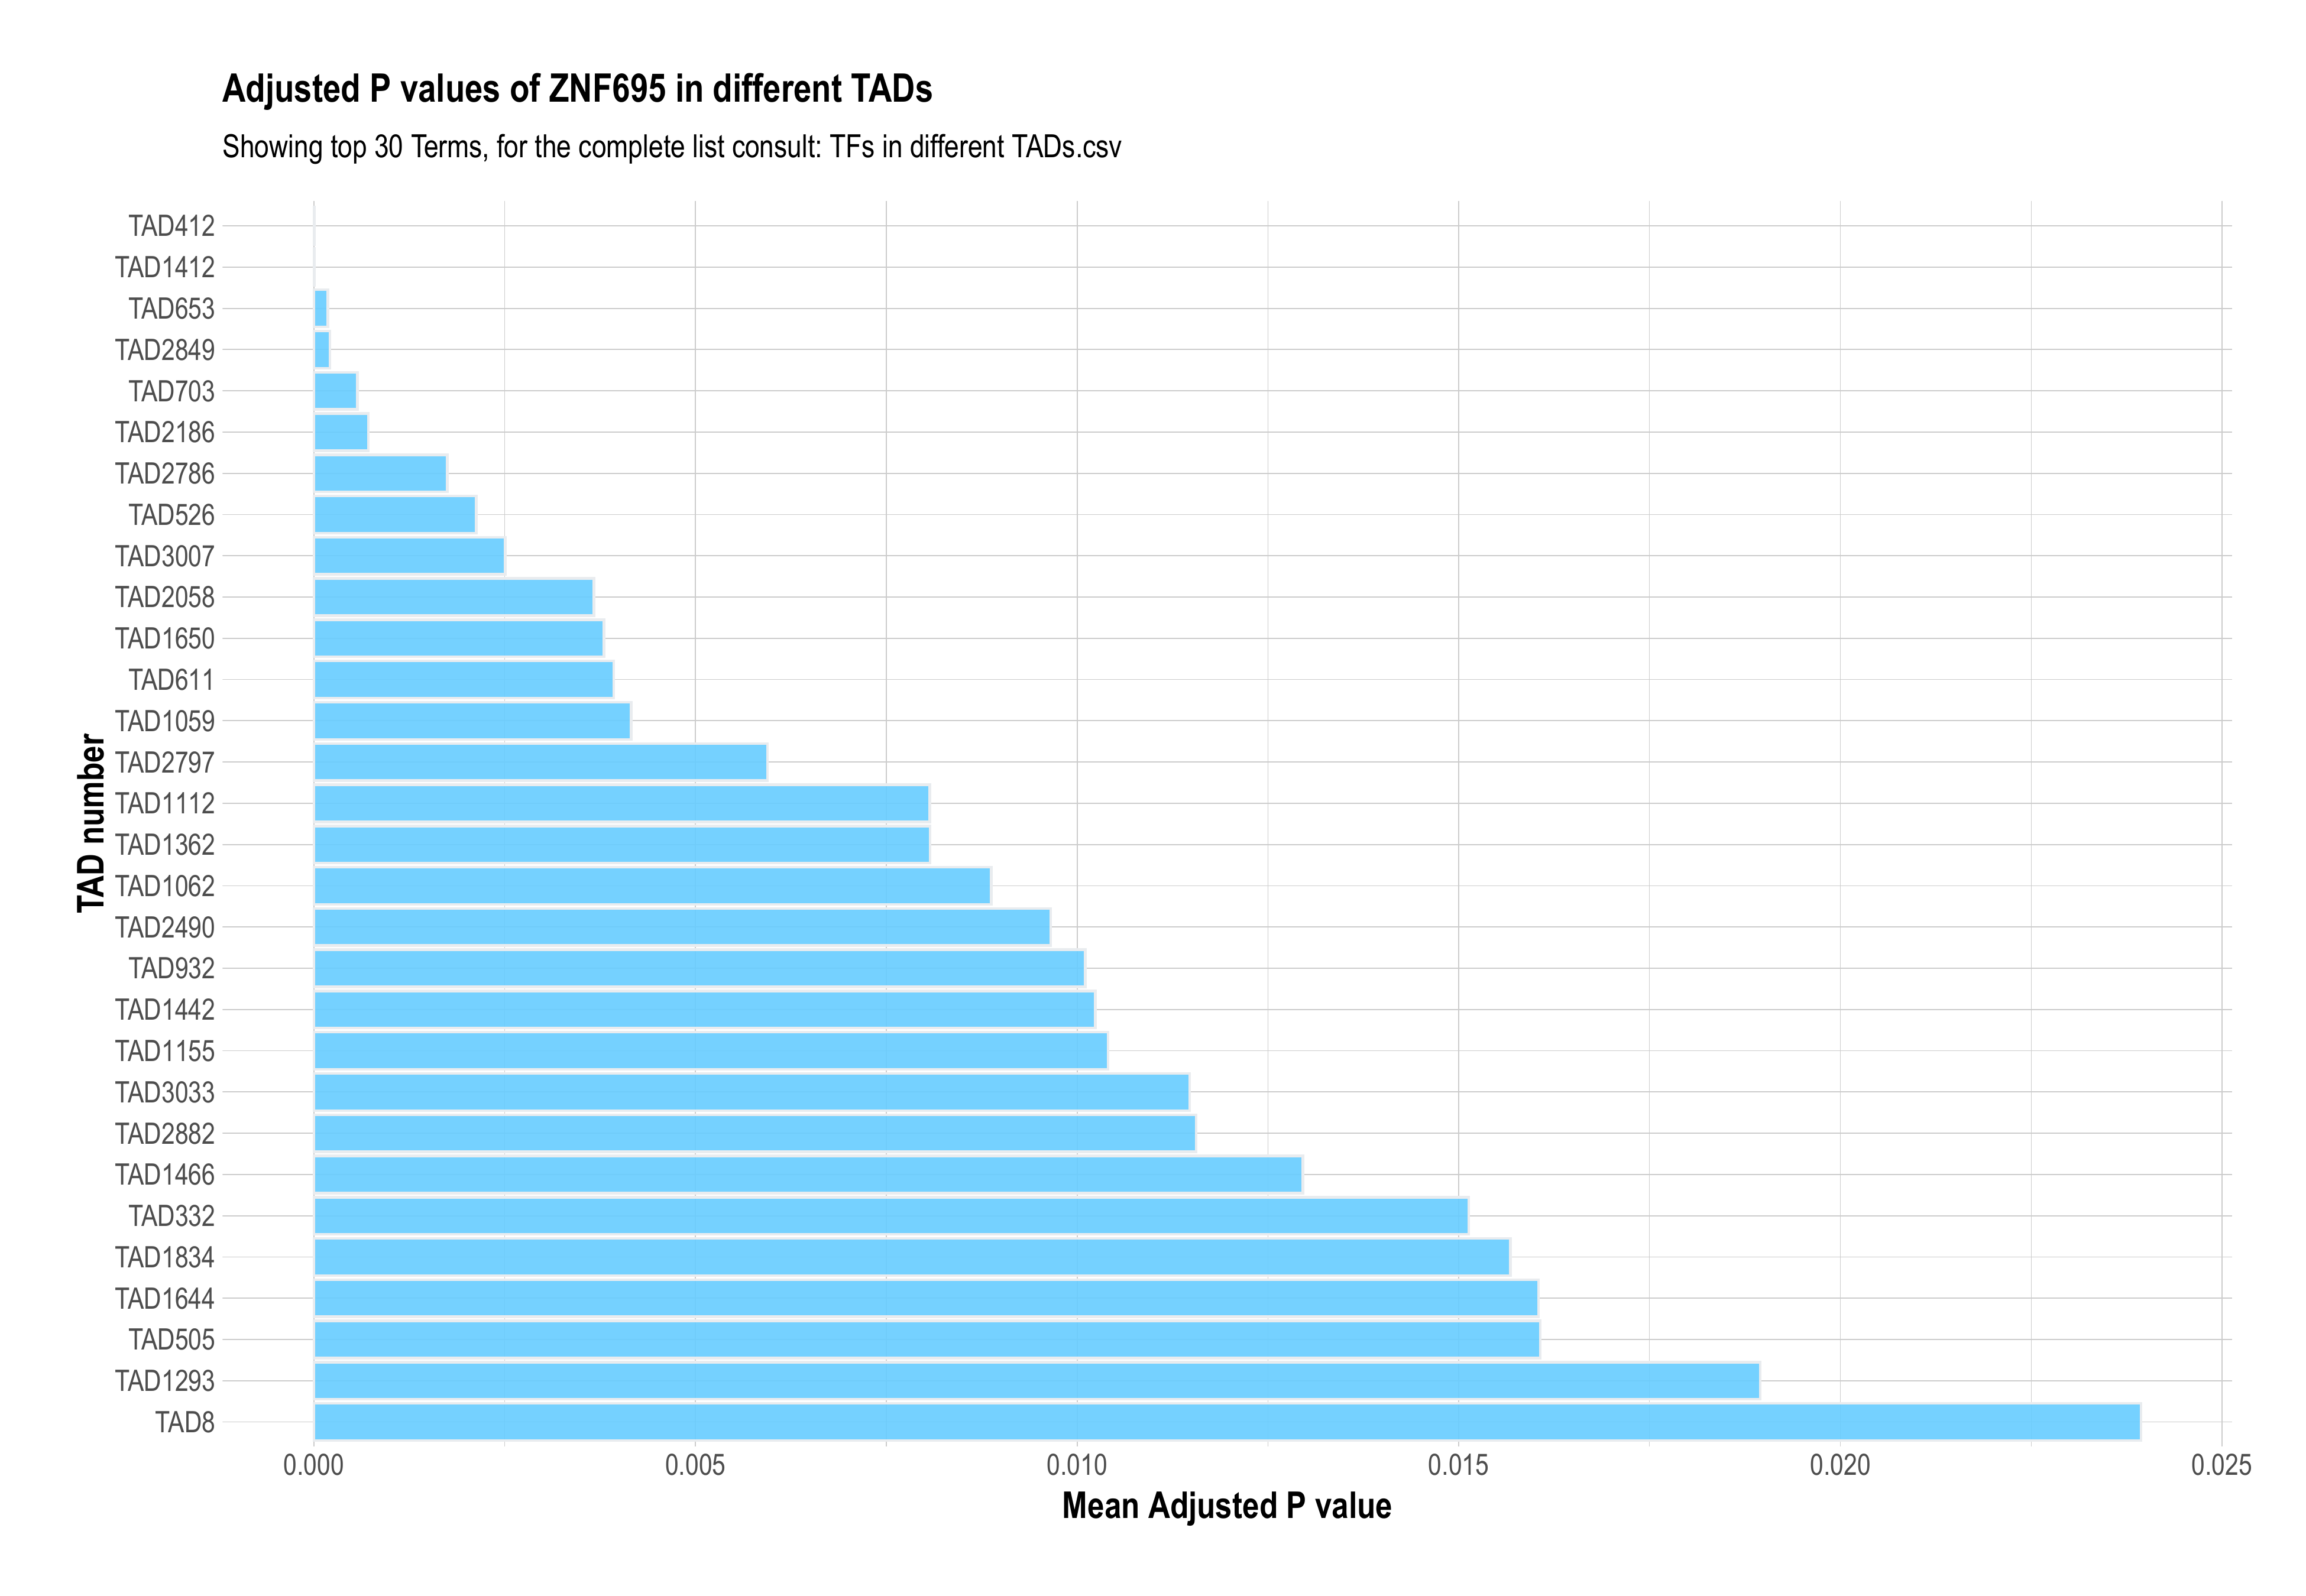 Adjusted P values of ZNF695 in different TADs
Showing top 30 Terms, for the complete list consult: TFs in different TADs.csv
TAD number
TAD412
TAD1412
TAD653
TAD2849
TAD703
TAD2186
TAD2786
TAD526
TAD3007
TAD2058
TAD1650
TAD611
TAD1059
TAD2797
TAD1112
TAD1362
TAD1062
TAD2490
TAD932
TAD1442
TAD1155
TAD3033
TAD2882
TAD1466
TAD332
TAD1834
TAD1644
TAD505
TAD1293
TAD8
0.000 0.005 0.010 0.015 0.020 0.025
Mean Adjusted P value